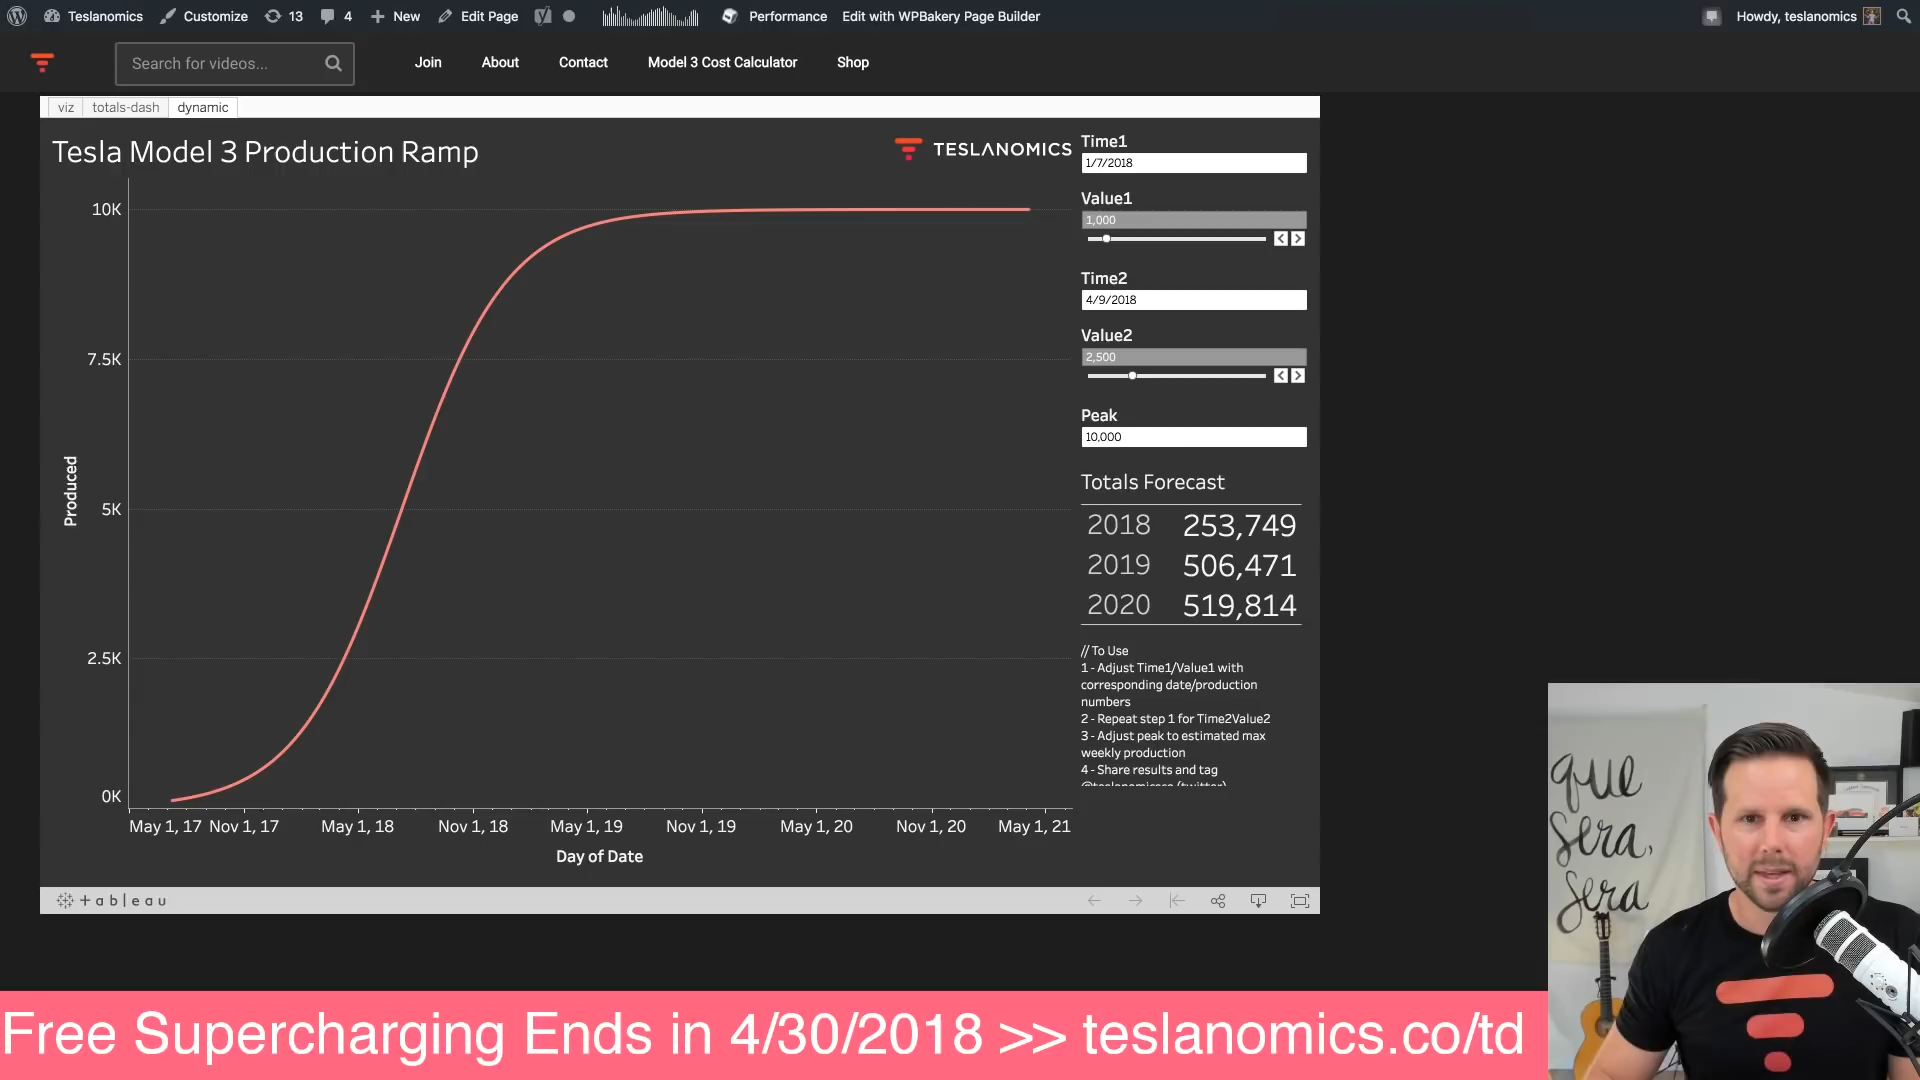 Teslanomics
Customize
13
4
New
Edit Page
Performance
Edit with WPBakery Page Builder
Howdy, teslanomics
Search for videos...
Join
About
Contact
Model 3 Cost Calculator
Shop
viz
totals-dash
dynamic
Tesla Model 3 Production Ramp
TESLANOMICS
10K
7.5K
5K
2.5K
0K
Produced
May 1, 17
Nov 1, 17
May 1, 18
Nov 1, 18
May 1, 19
Nov 1, 19
May 1, 20
Nov 1, 20
May 1, 21
Day of Date
Time1
1/7/2018
Value1
1,000
Time2
4/9/2018
Value2
2,500
Peak
10,000
Totals Forecast
2018 253,749
2019 506,471
2020 519,814
// To Use
1 - Adjust Time1/Value1 with
corresponding date/production
numbers
2 - Repeat step 1 for Time2Value2
3 - Adjust peak to estimated max
weekly production
4 - Share results and tag
+ableau
que
sera,
sera
Free Supercharging Ends in 4/30/2018 >> teslanomics.co/td